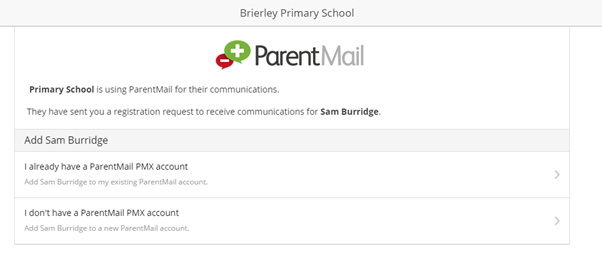 Brierley Primary School
ParentMail
Primary School is using ParentMail for their communications.
They have sent you a registration request to receive communications for Sam Burridge.
Add Sam Burridge
I already have a ParentMail PMX account
Add Sam Burridge to my existing ParentMail account.
I don't have a ParentMail PMX account
Add Sam Burridge to a new ParentMail account.